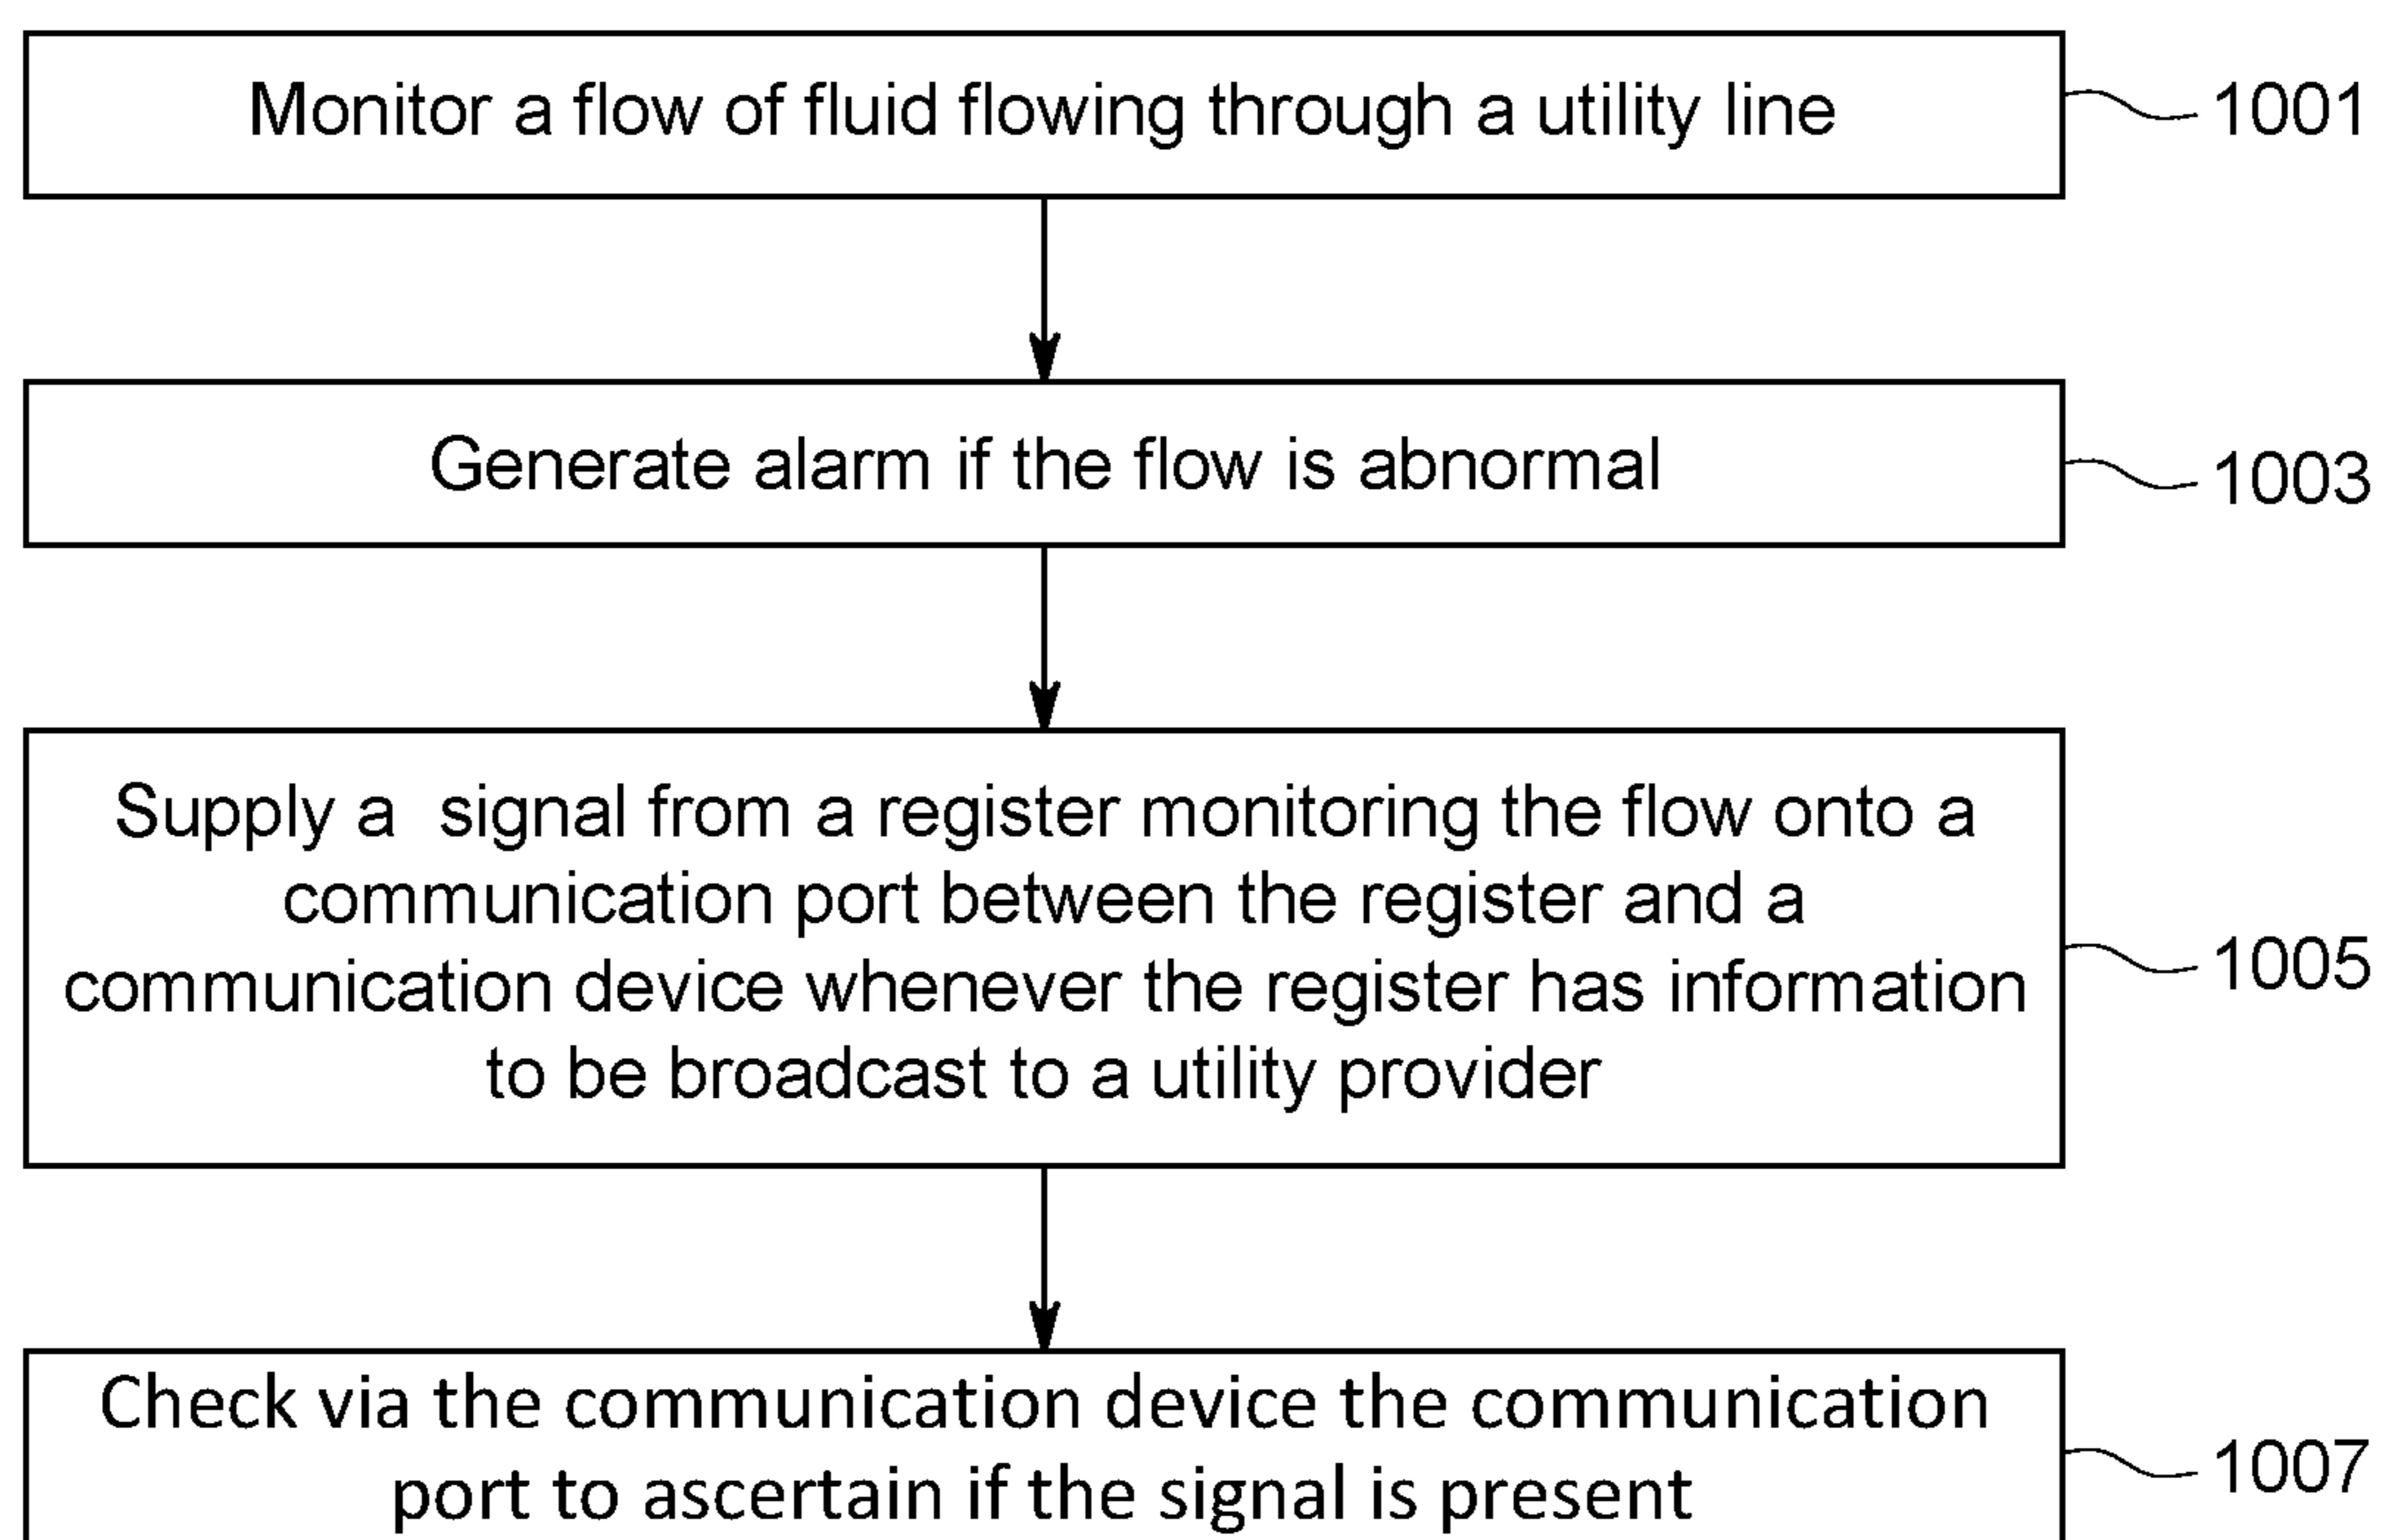 Monitor a flow of fluid flowing through a utility line
1001
Generate alarm if the flow is abnormal
1003
Supply a  signal from a register monitoring the flow onto a
communication port between the register and a
communication device whenever the register has information
to be broadcast to a utility provider
1005
Check via the communication device the communication
port to ascertain if the signal is present
1007